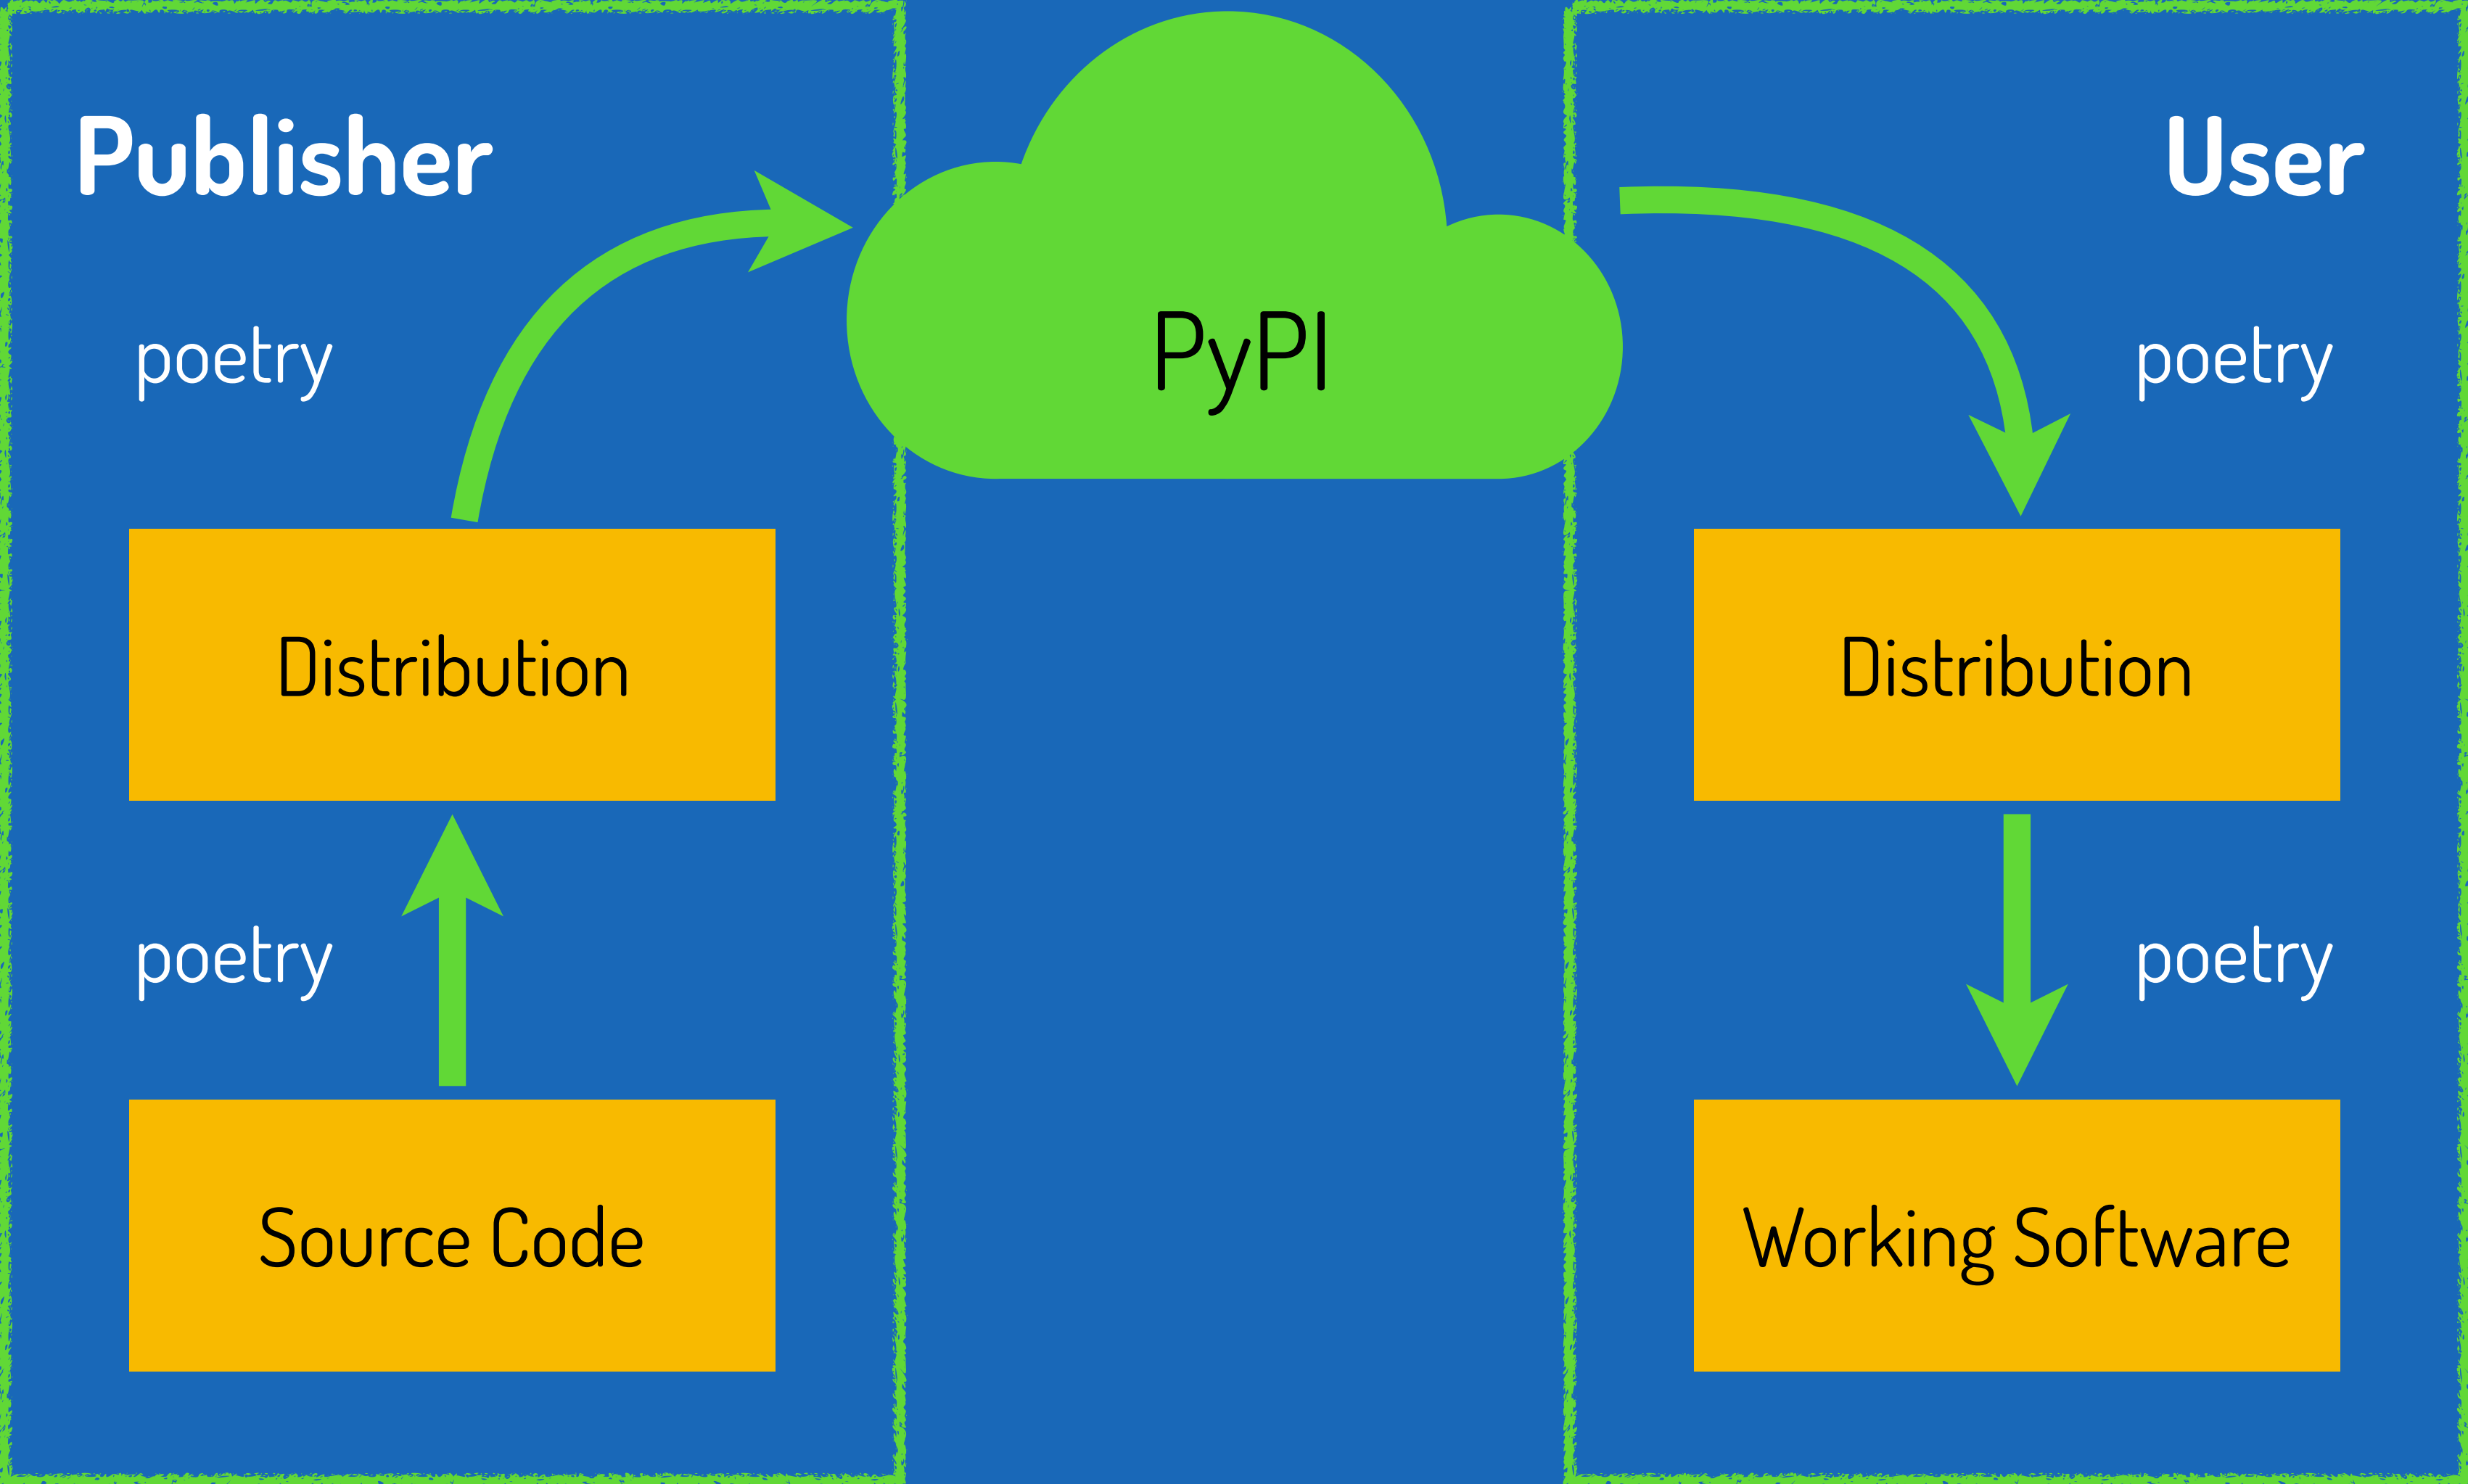 Publisher
poetry
Distribution
poetry
Source Code
PyPI
User
poetry
Distribution
poetry
Working Software